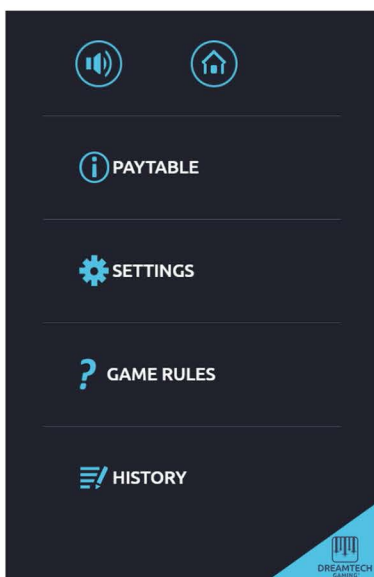 PAYTABLE
SETTINGS
? GAME RULES
HISTORY
DREAMTECH
GAMING